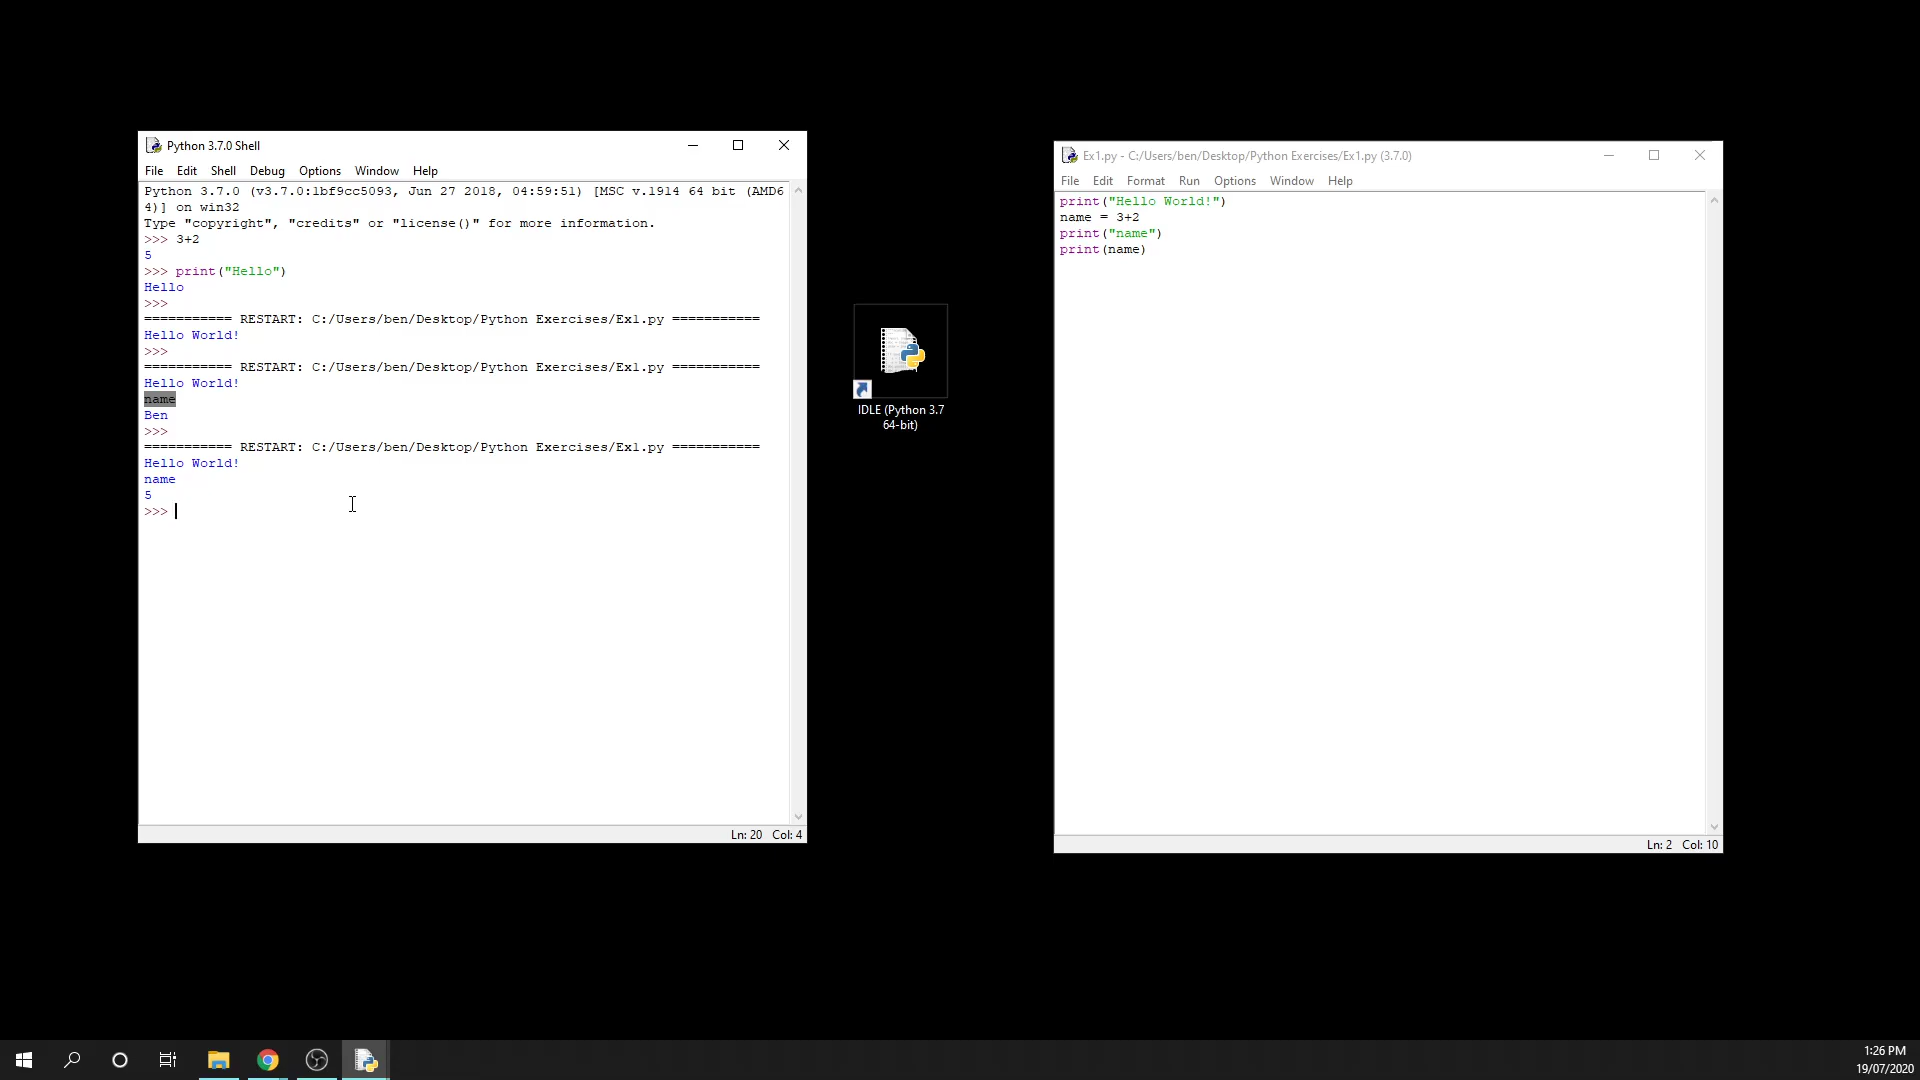 Python 3.7.0 Shell
File Edit Shell Debug Options Window Help
Python 3.7.0 (v3.7.0:1bf9cc5093, Jun 27 2018, 04:59:51) [MSC v.1914 64 bit (AMD6
4)] on win32
Type "copyright", "credits" or "license()" for more information.
>>> 3+2
5
>>> print("Hello")
Hello
>>>
=========== RESTART: C:/Users/ben/Desktop/Python Exercises/Ex1.py ===========
Hello World!
>>>
=========== RESTART: C:/Users/ben/Desktop/Python Exercises/Ex1.py ===========
Hello World!
name
Ben
>>>
=========== RESTART: C:/Users/ben/Desktop/Python Exercises/Ex1.py ===========
Hello World!
name
5
>>>
Ln: 20 Col: 4
IDLE (Python 3.7
64-bit)
Ex1.py - C:/Users/ben/Desktop/Python Exercises/Ex1.py (3.7.0)
File Edit Format Run Options Window Help
print("Hello World!")
name = 3+2
print("name")
print(name)
Ln: 2 Col: 10
1:26 PM
19/07/2020